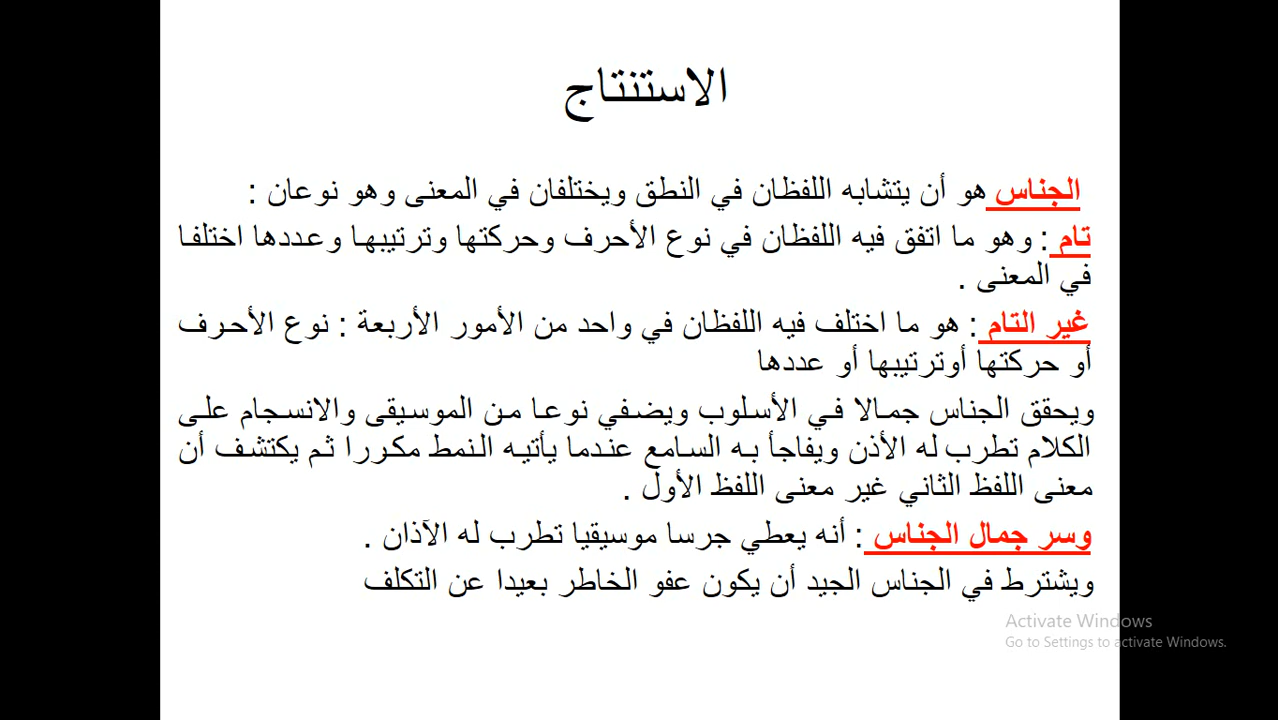 الاستنتاج
الجناس هو أن يتشابه اللفظان في النطق ويختلفان في المعنى وهو نوعان :
تام : وهو ما اتفق فيه اللفظان في نوع الأحرف وحركتها وترتيبها وعددها اختلفا
في المعنى .
غير التام : هو ما اختلف فيه اللفظان في واحد من الأمور الأربعة : نوع الأحرف
أو حركتها أوترتيبها أو عددها
ويحقق الجناس جمالا في الأسلوب ويضفي نوعا من الموسيقى والانسجام على
الكلام تطرب له الأذن ويفاجأ به السامع عندما يأتيه النمط مكررا ثم يكتشف أن
معنى اللفظ الثاني غير معنى اللفظ الأول .
وسر جمال الجناس : أنه يعطي جرسا موسيقيا تطرب له الآذان .
ويشترط في الجناس الجيد أن يكون عفو الخاطر بعيدا عن التكلف
Activate Windows
Go to Settings to activate Windows.